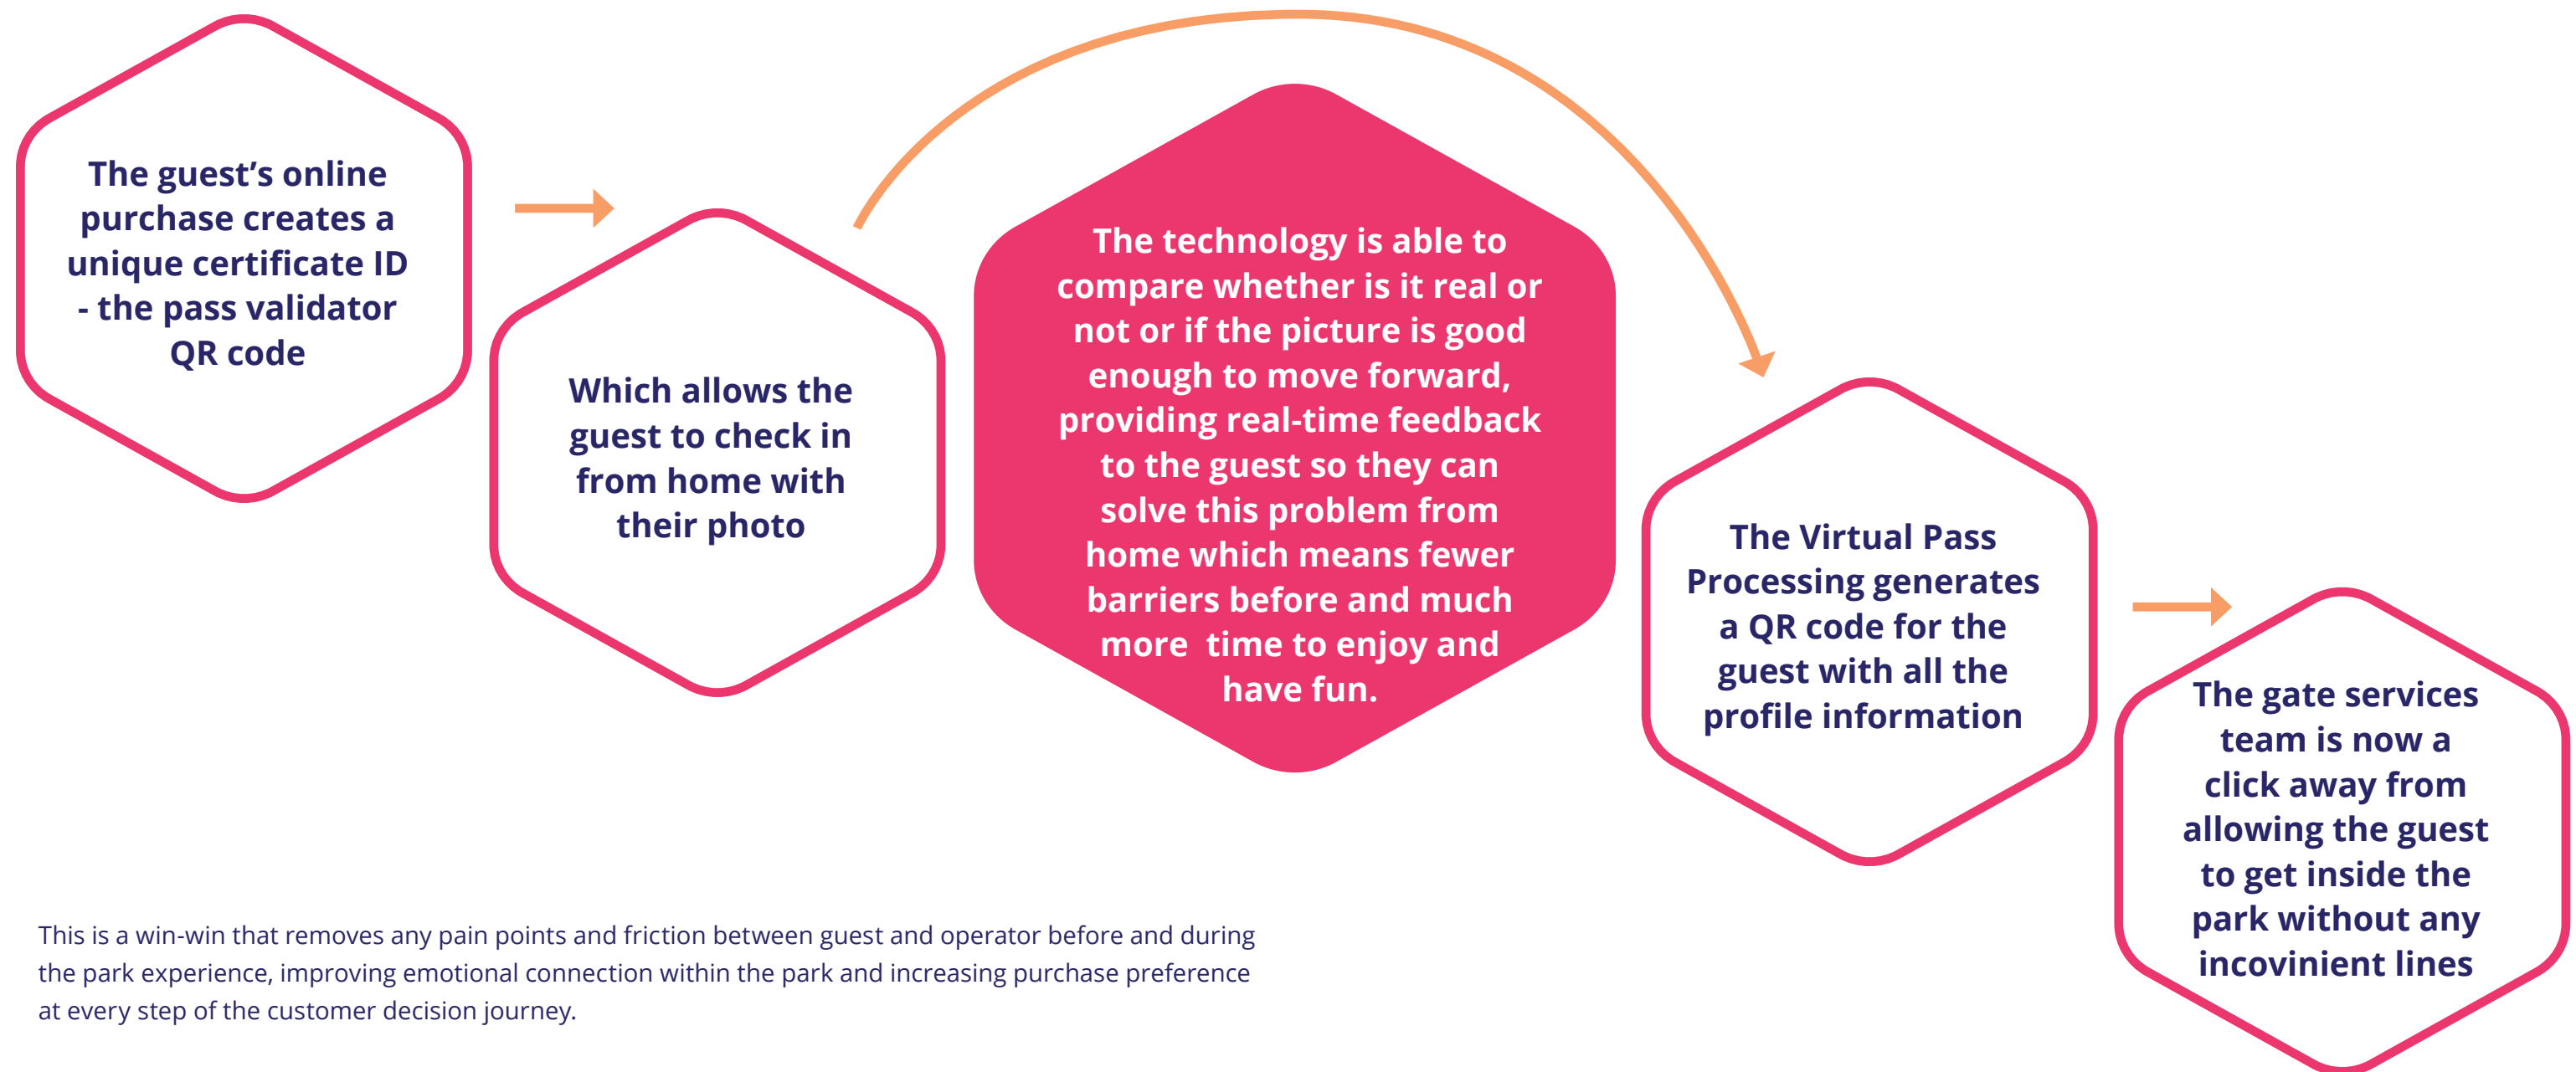 The guest’s online
purchase creates a
unique certificate ID
- the pass validator
QR code
Which allows the
guest to check in
from home with
their photo
The technology is able to
compare whether is it real or
not or if the picture is good
enough to move forward,
providing real-time feedback
to the guest so they can
solve this problem from
home which means fewer
barriers before and much
more  time to enjoy and
have fun.
The Virtual Pass
Processing generates
a QR code for the
guest with all the
profile information
The gate services
team is now a
click away from
allowing the guest
to get inside the
park without any
incovinient lines
This is a win-win that removes any pain points and friction between guest and operator before and during
the park experience, improving emotional connection within the park and increasing purchase preference
at every step of the customer decision journey.